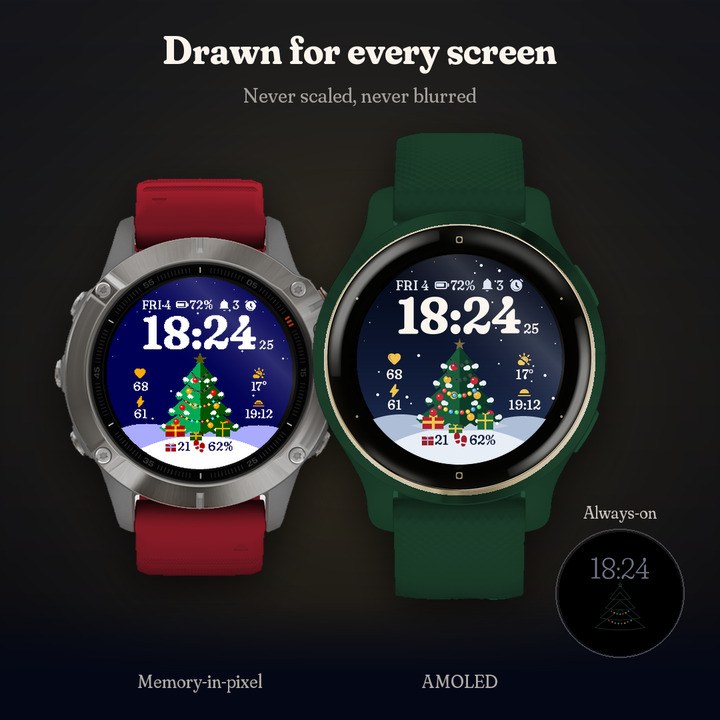 Drawn for every screen
Never scaled, never blurred
FRI 4 72% 3
18:24 25
68 17°
61 19:12
21 62%
FRI 4 72% 3
18:24 25
68 17°
61 19:12
21 62%
Always-on
18:24
Memory-in-pixel
AMOLED